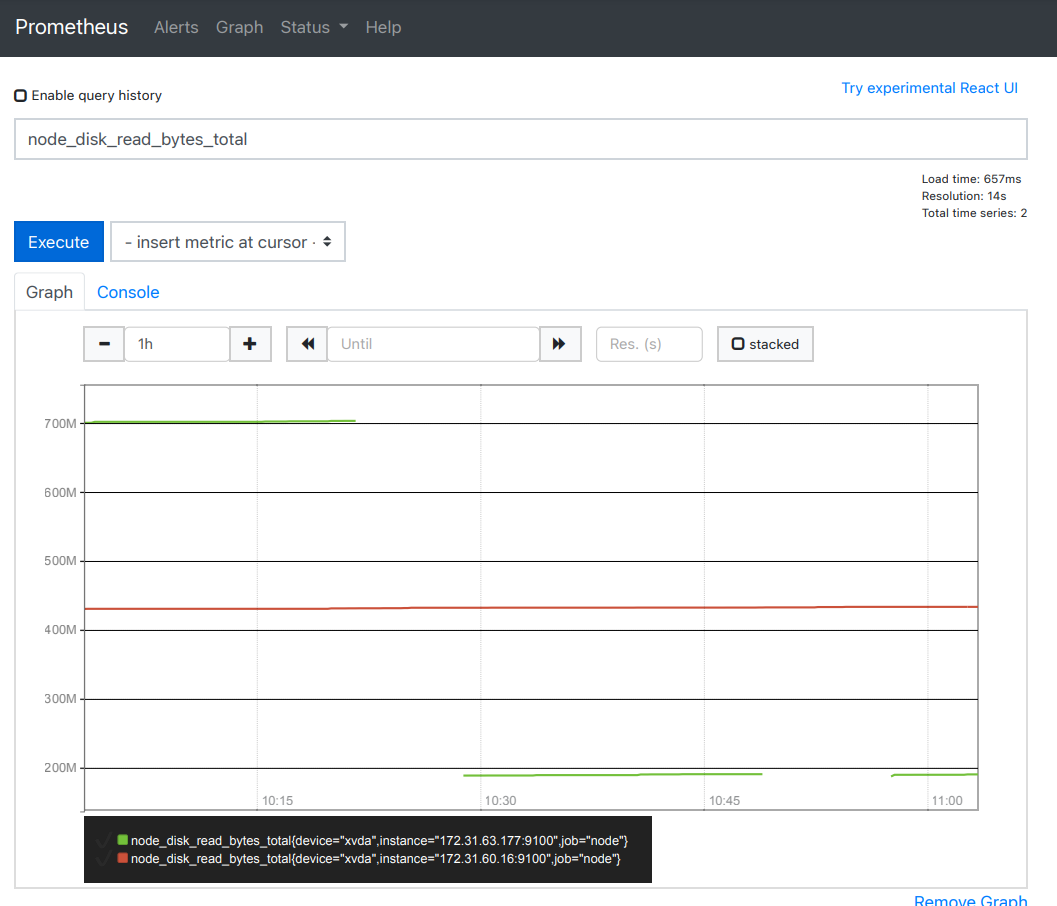 Prometheus Alerts Graph Status Help
Try experimental React UI
Enable query history
node_disk_read_bytes_total
Load time: 657ms
Resolution: 14s
Total time series: 2
Execute - insert metric at cursor -
Graph Console
1h Until Res. (s) stacked
700M
600M
500M
400M
300M
200M
10:15 10:30 10:45 11:00
node_disk_read_bytes_total{device="xvda",instance="172.31.63.177:9100",job="node"}
node_disk_read_bytes_total{device="xvda",instance="172.31.60.16:9100",job="node"}
Remove Graph